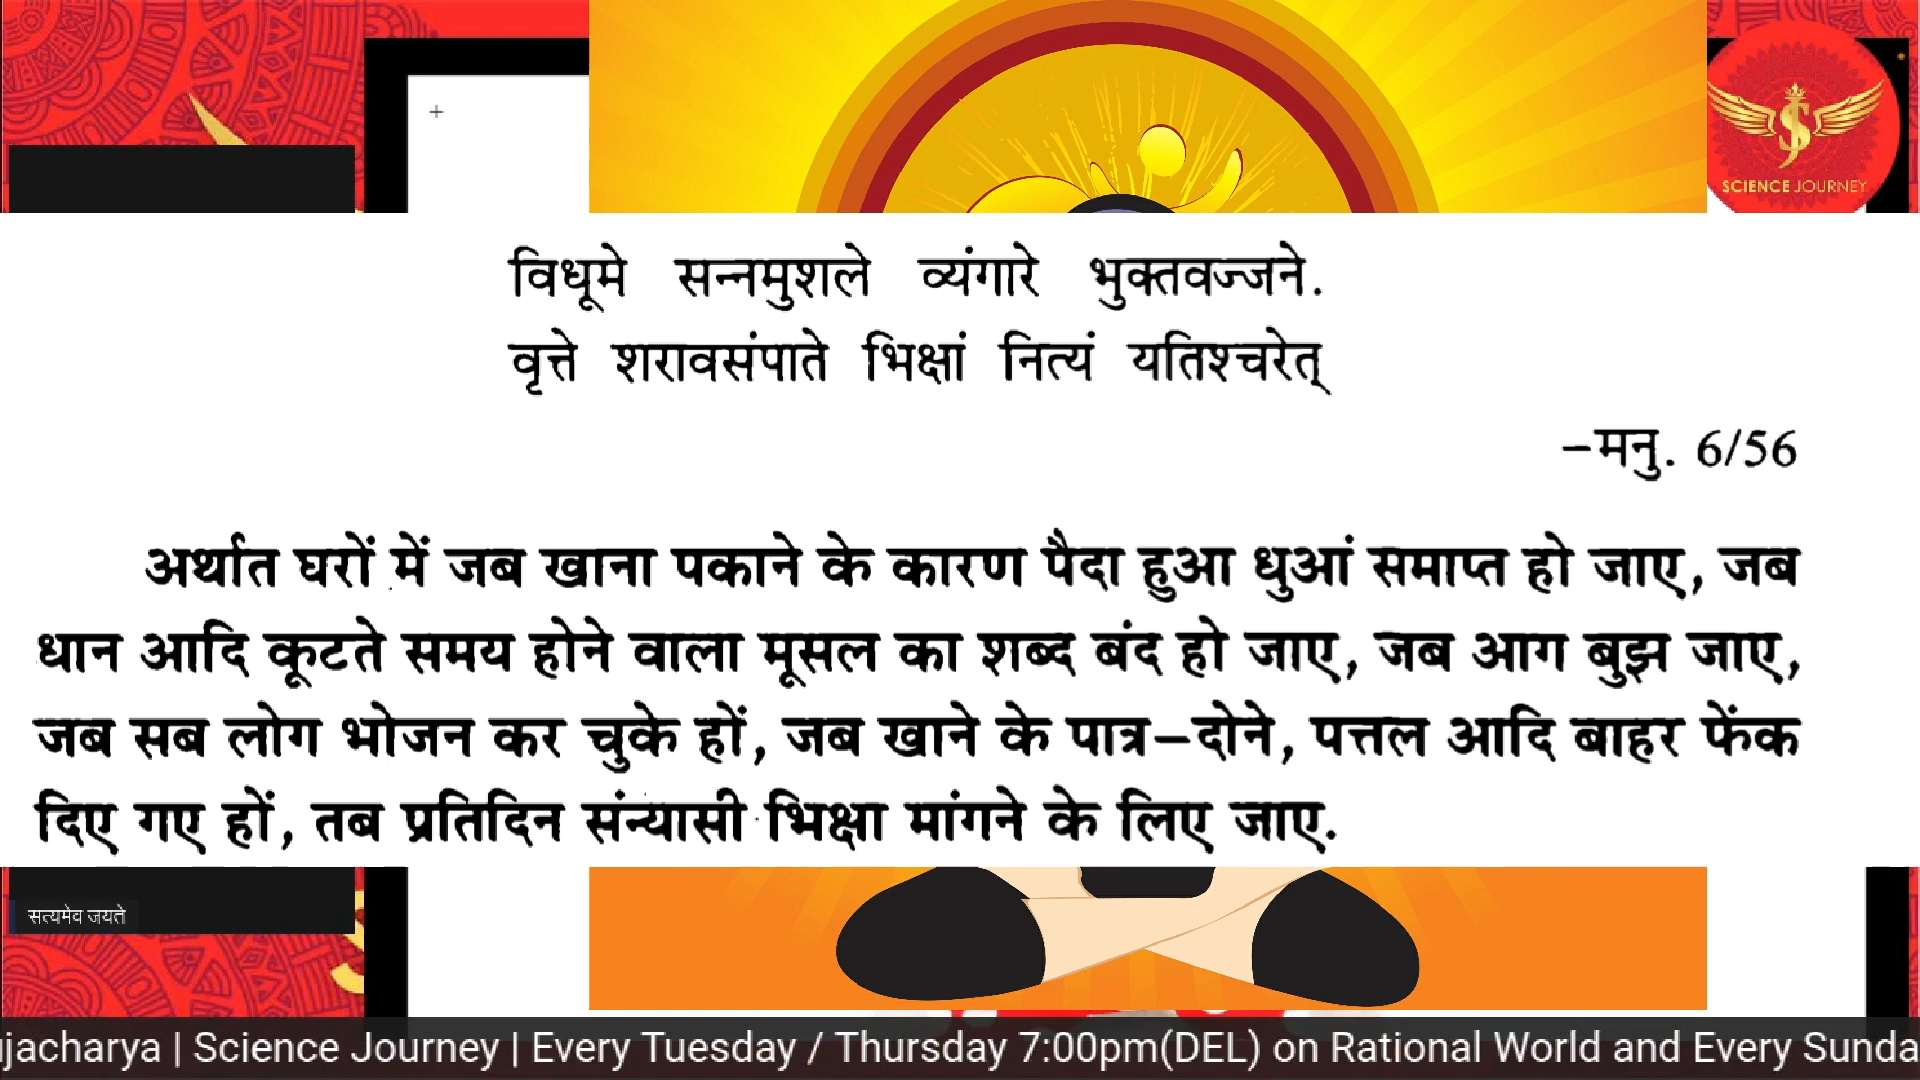 SCIENCE JOURNEY
विधूमे सन्नमुशले व्यंगारे भुक्तवज्जने.
वृत्ते शरावसंपाते भिक्षां नित्यं यतिश्चरेत्
–मनु. 6/56
अर्थात घरों में जब खाना पकाने के कारण पैदा हुआ धुआं समाप्त हो जाए, जब
धान आदि कूटते समय होने वाला मूसल का शब्द बंद हो जाए, जब आग बुझ जाए,
जब सब लोग भोजन कर चुके हों, जब खाने के पात्र–दोने, पत्तल आदि बाहर फेंक
दिए गए हों, तब प्रतिदिन संन्यासी भिक्षा मांगने के लिए जाए.
सत्यमेव जयते
ujacharya | Science Journey | Every Tuesday / Thursday 7:00pm(DEL) on Rational World and Every Sunda